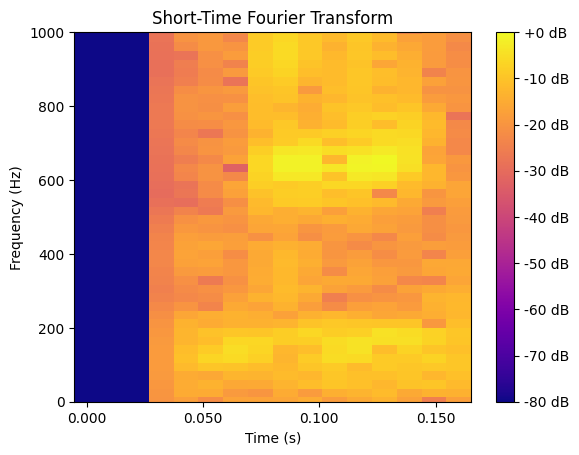 Short-Time Fourier Transform
1000
800
600
400
200
0
Frequency (Hz)
0.000
0.050
0.100
0.150
Time (s)
+0 dB
-10 dB
-20 dB
-30 dB
-40 dB
-50 dB
-60 dB
-70 dB
-80 dB